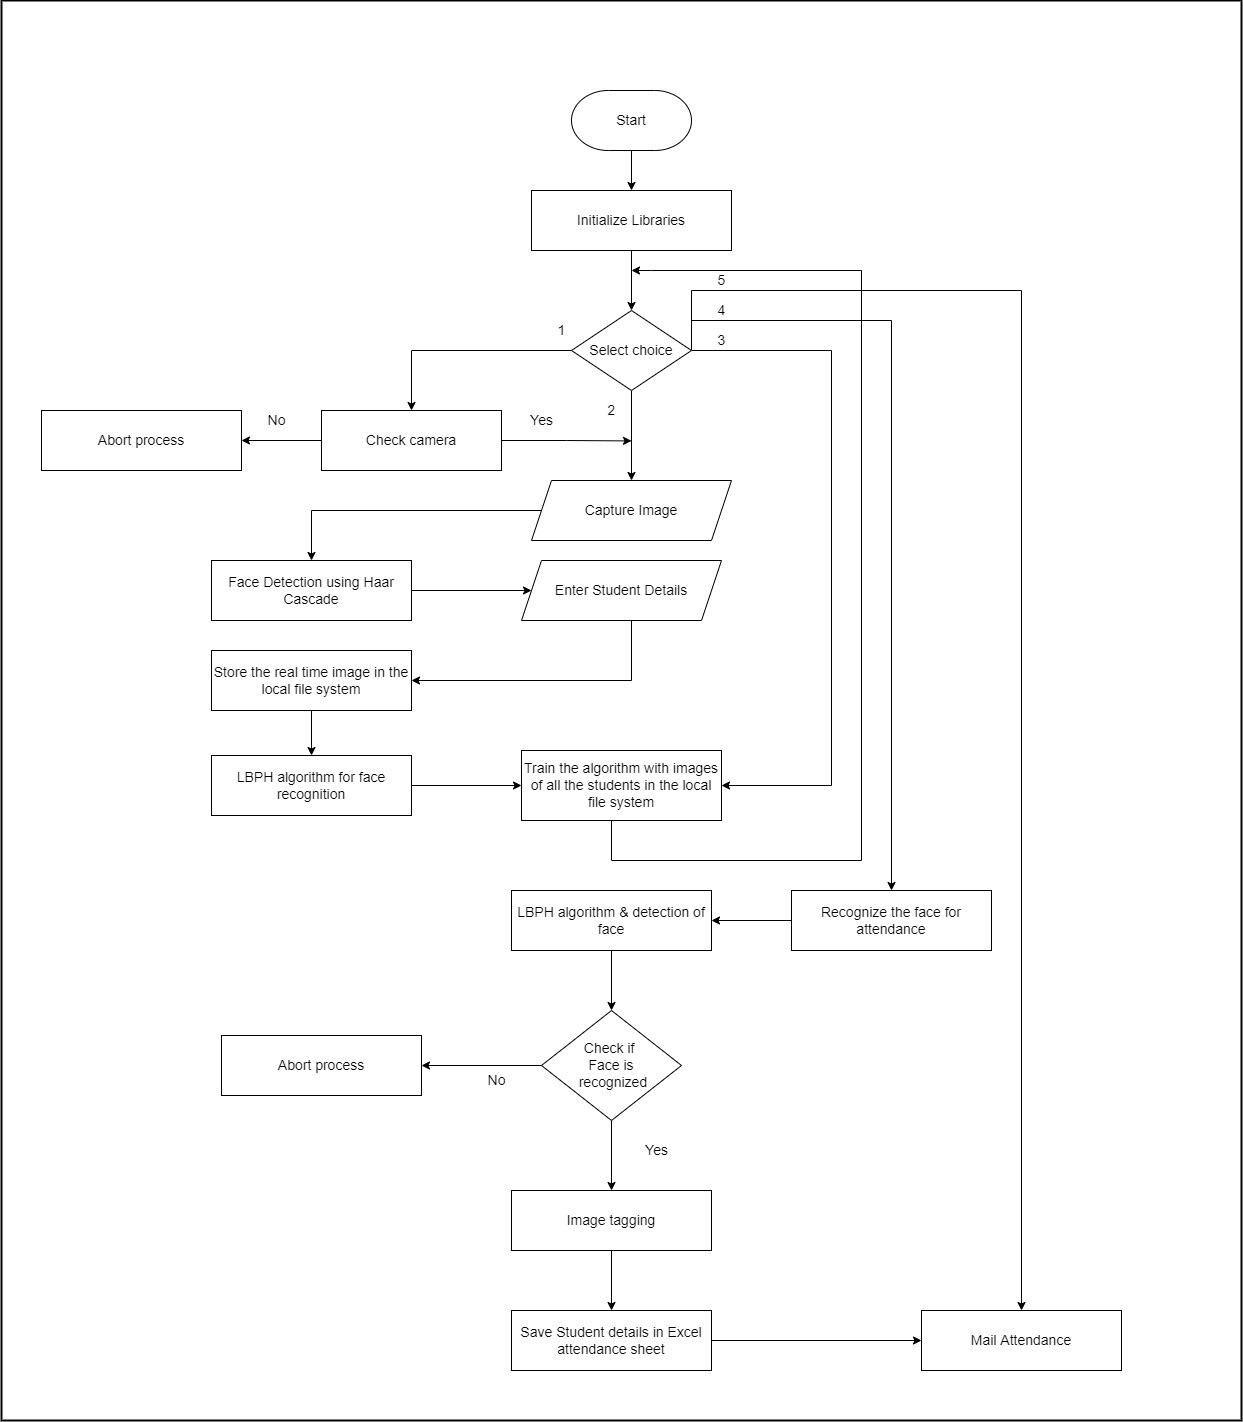 Start
Initialize Libraries
5
4
3
1
Select choice
2
No
Yes
Abort process
Check camera
Capture Image
Face Detection using Haar
Cascade
Enter Student Details
Store the real time image in the
local file system
LBPH algorithm for face
recognition
Train the algorithm with images
of all the students in the local
file system
LBPH algorithm & detection of
face
Recognize the face for
attendance
Check if
Face is
recognized
Abort process
No
Yes
Image tagging
Save Student details in Excel
attendance sheet
Mail Attendance